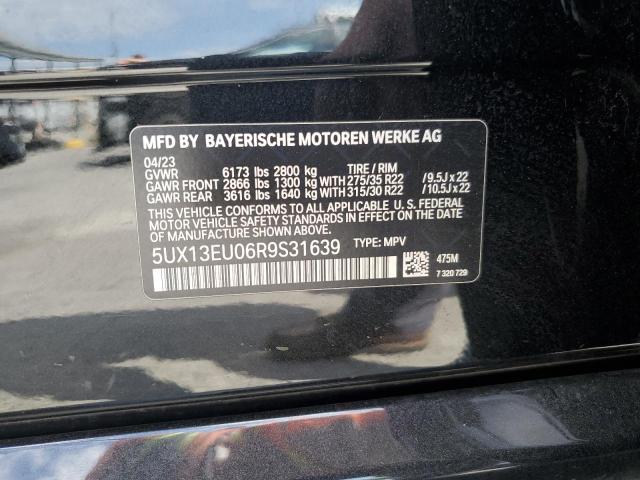 MFD BY BAYERISCHE MOTOREN WERKE AG
04/23
GVWR 6173 lbs 2800 kg TIRE / RIM
GAWR FRONT 2866 lbs 1300 kg WITH 275/35 R22 /9.5J x 22
GAWR REAR 3616 lbs 1640 kg WITH 315/30 R22 /10.5J x 22
THIS VEHICLE CONFORMS TO ALL APPLICABLE U. S. FEDERAL
MOTOR VEHICLE SAFETY STANDARDS IN EFFECT ON THE DATE
OF MANUFACTURE SHOWN ABOVE.
5UX13EU06R9S31639 TYPE: MPV
475M
7 320 729